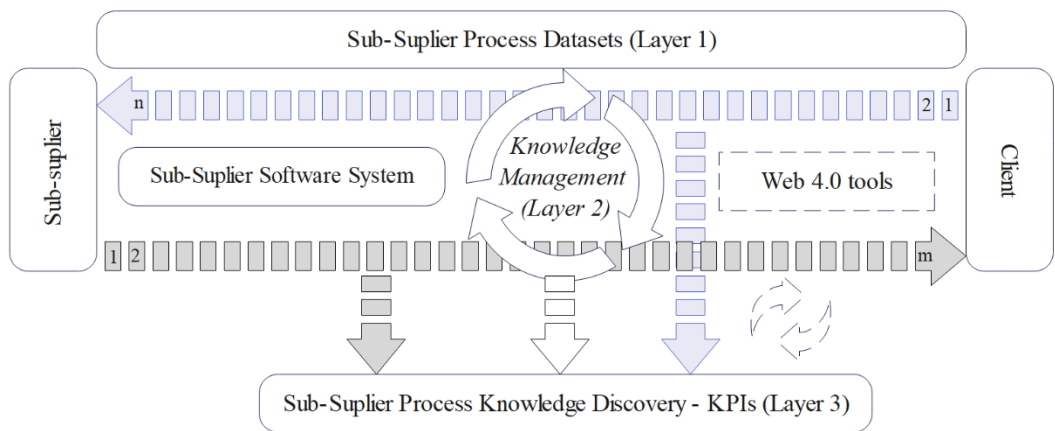 Sub-Suplier Process Datasets (Layer 1)
Sub-suplier
n
2 1
Client
Knowledge
Management
(Layer 2)
Sub-Suplier Software System
Web 4.0 tools
1 2
m
Sub-Suplier Process Knowledge Discovery - KPIs (Layer 3)